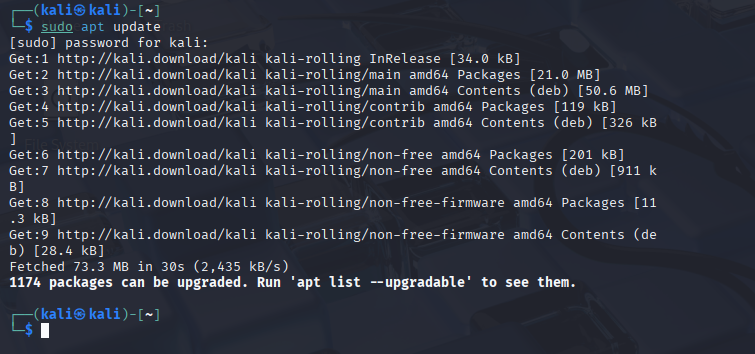 ┌──(kali㉿kali)-[~]
└─$ sudo apt update
[sudo] password for kali:
Get:1 http://kali.download/kali kali-rolling InRelease [34.0 kB]
Get:2 http://kali.download/kali kali-rolling/main amd64 Packages [21.0 MB]
Get:3 http://kali.download/kali kali-rolling/main amd64 Contents (deb) [50.6 MB]
Get:4 http://kali.download/kali kali-rolling/contrib amd64 Packages [119 kB]
Get:5 http://kali.download/kali kali-rolling/contrib amd64 Contents (deb) [326 kB
]
Get:6 http://kali.download/kali kali-rolling/non-free amd64 Packages [201 kB]
Get:7 http://kali.download/kali kali-rolling/non-free amd64 Contents (deb) [911 k
B]
Get:8 http://kali.download/kali kali-rolling/non-free-firmware amd64 Packages [11
.3 kB]
Get:9 http://kali.download/kali kali-rolling/non-free-firmware amd64 Contents (de
b) [28.4 kB]
Fetched 73.3 MB in 30s (2,435 kB/s)
1174 packages can be upgraded. Run 'apt list --upgradable' to see them.
┌──(kali㉿kali)-[~]
└─$